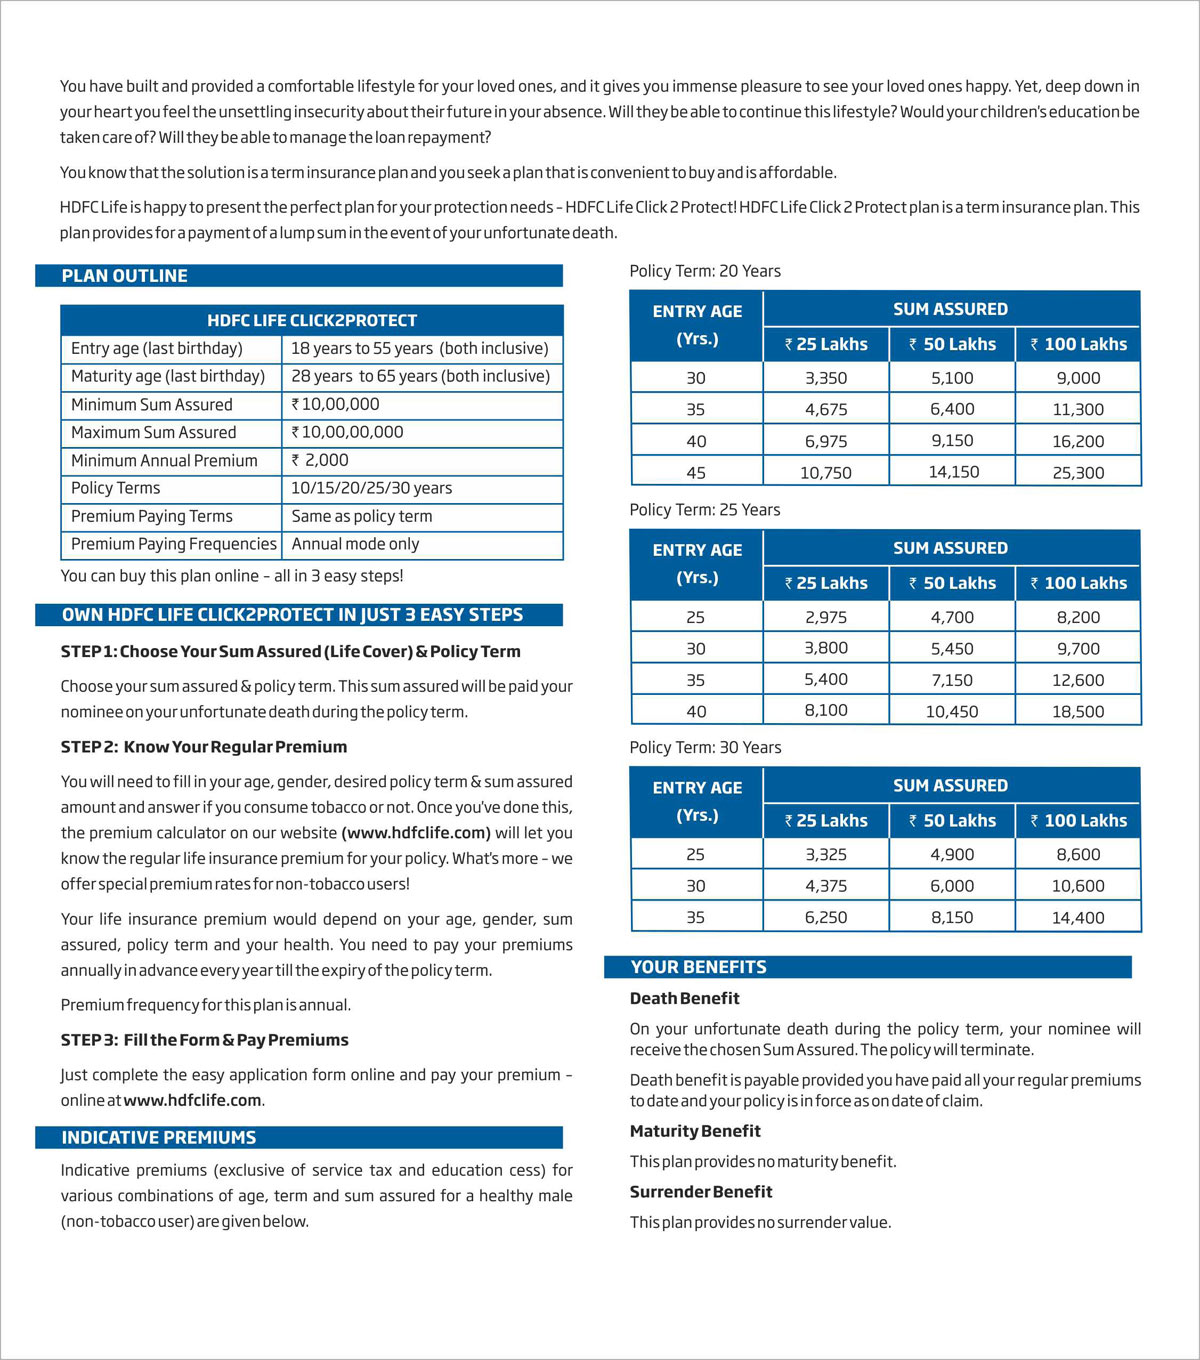 You have built and provided a comfortable lifestyle for your loved ones, and it gives you immense pleasure to see your loved ones happy. Yet, deep down in
your heart you feel the unsettling insecurity about their future in your absence. Will they be able to continue this lifestyle? Would your children's education be
taken care of? Will they be able to manage the loan repayment?
You know that the solution is a term insurance plan and you seek a plan that is convenient to buy and is affordable.
HDFC Life is happy to present the perfect plan for your protection needs – HDFC Life Click 2 Protect! HDFC Life Click 2 Protect plan is a term insurance plan. This
plan provides for a payment of a lump sum in the event of your unfortunate death.
PLAN OUTLINE
HDFC LIFE CLICK2PROTECT
Entry age (last birthday) 18 years to 55 years (both inclusive)
Maturity age (last birthday) 28 years to 65 years (both inclusive)
Minimum Sum Assured ₹ 10,00,000
Maximum Sum Assured ₹ 10,00,00,000
Minimum Annual Premium ₹ 2,000
Policy Terms 10/15/20/25/30 years
Premium Paying Terms Same as policy term
Premium Paying Frequencies Annual mode only
You can buy this plan online – all in 3 easy steps!
OWN HDFC LIFE CLICK2PROTECT IN JUST 3 EASY STEPS
STEP 1: Choose Your Sum Assured (Life Cover) & Policy Term
Choose your sum assured & policy term. This sum assured will be paid your
nominee on your unfortunate death during the policy term.
STEP 2: Know Your Regular Premium
You will need to fill in your age, gender, desired policy term & sum assured
amount and answer if you consume tobacco or not. Once you've done this,
the premium calculator on our website (www.hdfclife.com) will let you
know the regular life insurance premium for your policy. What's more – we
offer special premium rates for non-tobacco users!
Your life insurance premium would depend on your age, gender, sum
assured, policy term and your health. You need to pay your premiums
annually in advance every year till the expiry of the policy term.
Premium frequency for this plan is annual.
STEP 3: Fill the Form & Pay Premiums
Just complete the easy application form online and pay your premium –
online at www.hdfclife.com.
INDICATIVE PREMIUMS
Indicative premiums (exclusive of service tax and education cess) for
various combinations of age, term and sum assured for a healthy male
(non-tobacco user) are given below.
Policy Term: 20 Years
ENTRY AGE (Yrs.) SUM ASSURED
₹ 25 Lakhs ₹ 50 Lakhs ₹ 100 Lakhs
30 3,350 5,100 9,000
35 4,675 6,400 11,300
40 6,975 9,150 16,200
45 10,750 14,150 25,300
Policy Term: 25 Years
ENTRY AGE (Yrs.) SUM ASSURED
₹ 25 Lakhs ₹ 50 Lakhs ₹ 100 Lakhs
25 2,975 4,700 8,200
30 3,800 5,450 9,700
35 5,400 7,150 12,600
40 8,100 10,450 18,500
Policy Term: 30 Years
ENTRY AGE (Yrs.) SUM ASSURED
₹ 25 Lakhs ₹ 50 Lakhs ₹ 100 Lakhs
25 3,325 4,900 8,600
30 4,375 6,000 10,600
35 6,250 8,150 14,400
YOUR BENEFITS
Death Benefit
On your unfortunate death during the policy term, your nominee will
receive the chosen Sum Assured. The policy will terminate.
Death benefit is payable provided you have paid all your regular premiums
to date and your policy is in force as on date of claim.
Maturity Benefit
This plan provides no maturity benefit.
Surrender Benefit
This plan provides no surrender value.